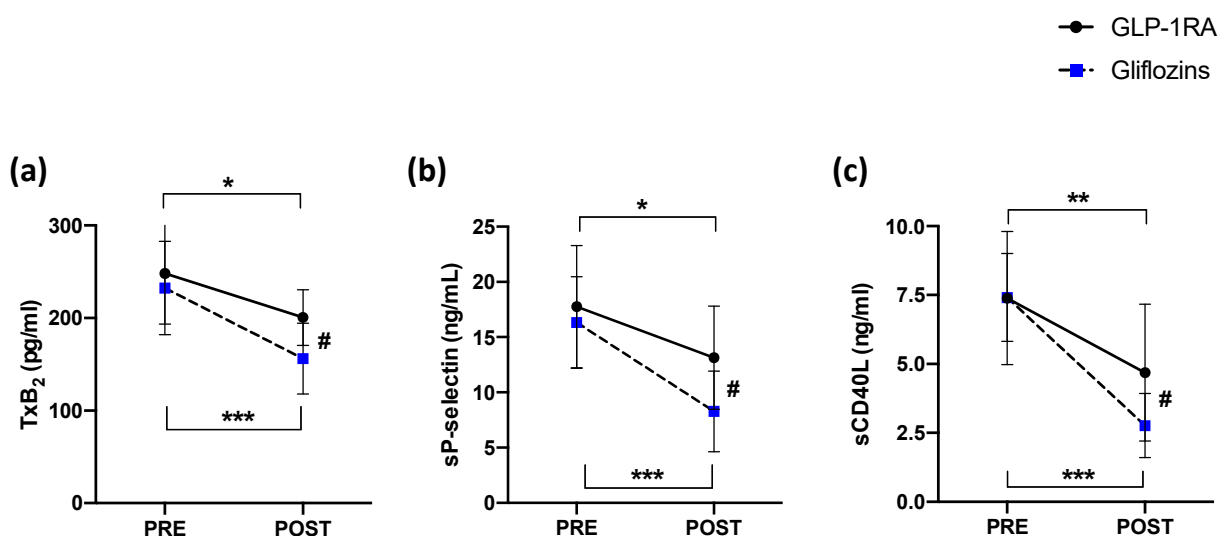 GLP-1RA
Gliflozins
(a)
*
TxB₂ (pg/ml)
300
200
100
0
#
***
PRE POST
(b)
*
sP-selectin (ng/mL)
25
20
15
10
5
0
#
***
PRE POST
(c)
**
sCD40L (ng/ml)
10.0
7.5
5.0
2.5
0.0
#
***
PRE POST